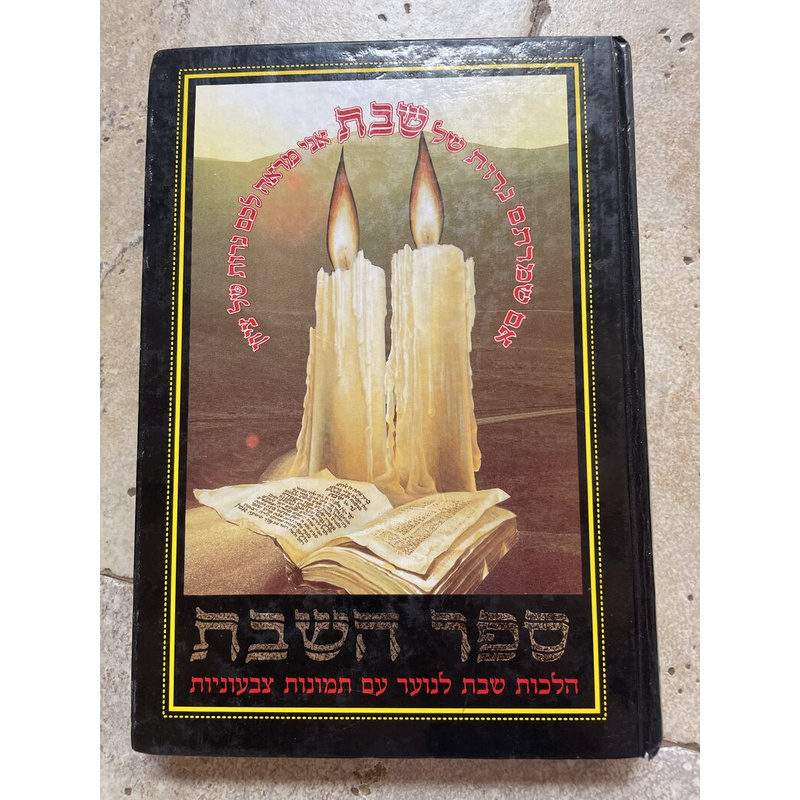 אם שמרתם נרות של שבת אני מראה לכם נרות של ציון
ספר השבת
הלכות שבת לנוער עם תמונות צבעוניות